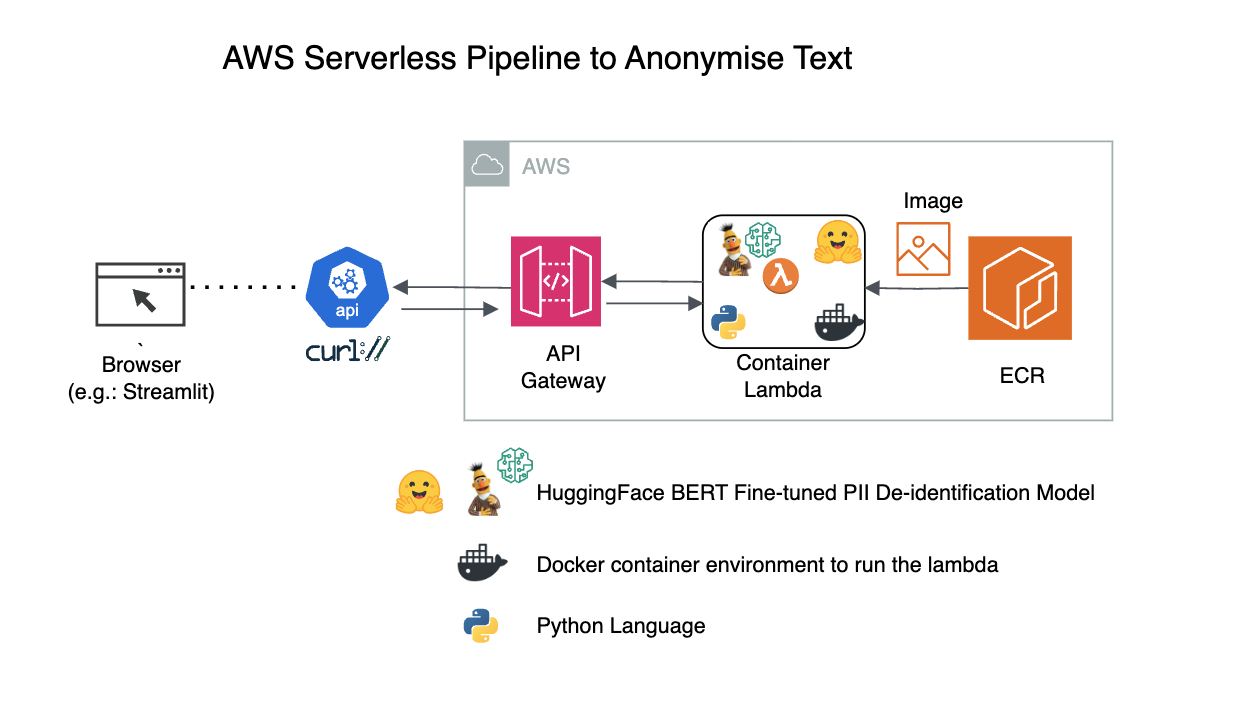 AWS Serverless Pipeline to Anonymise Text
AWS
Image
api
curl://
`
Browser
(e.g.: Streamlit)
</>
API
Gateway
Container
Lambda
λ
ECR
HuggingFace BERT Fine-tuned PII De-identification Model
Docker container environment to run the lambda
Python Language